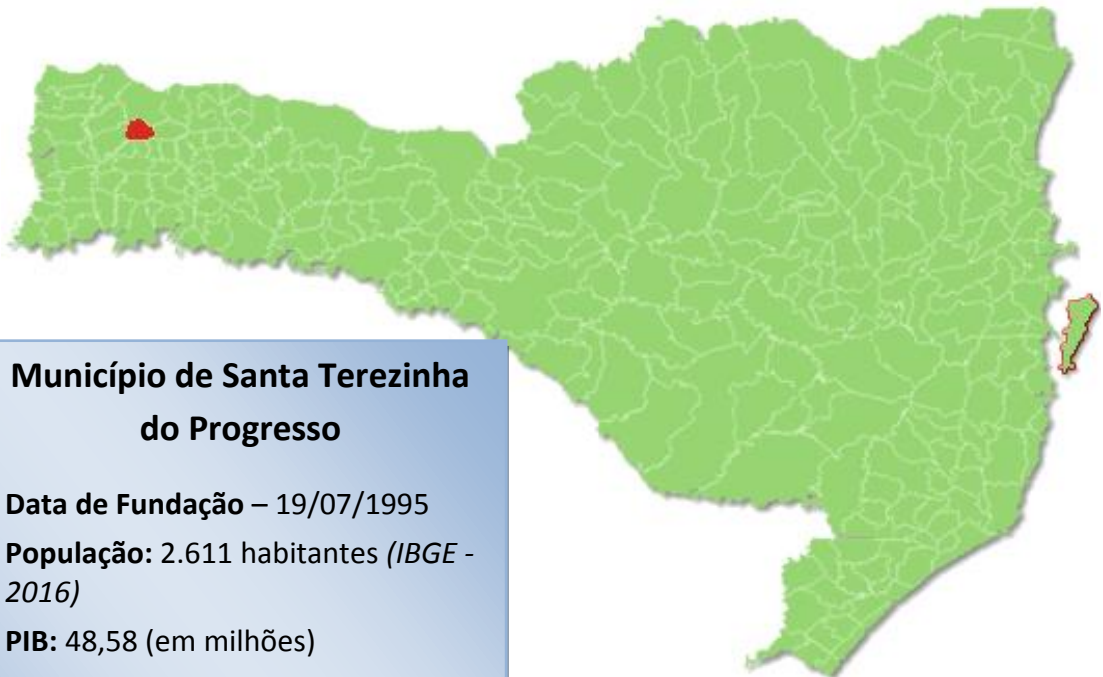 Município de Santa Terezinha
do Progresso
Data de Fundação – 19/07/1995
População: 2.611 habitantes (IBGE -
2016)
PIB: 48,58 (em milhões)